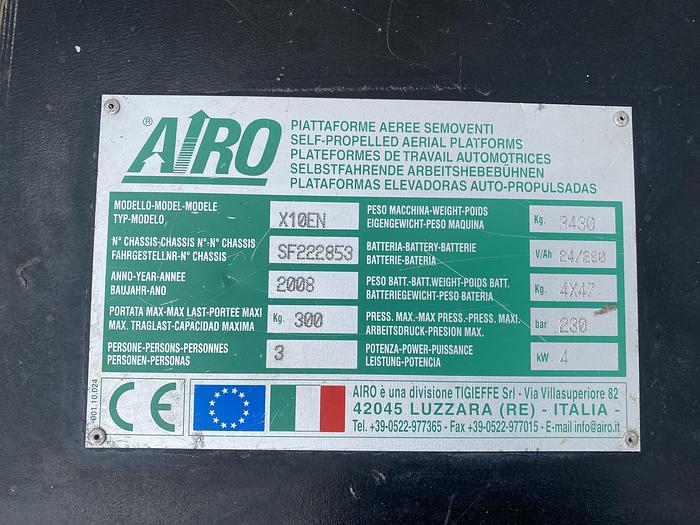 ® AIRO
PIATTAFORME AEREE SEMOVENTI
SELF-PROPELLED AERIAL PLATFORMS
PLATEFORMES DE TRAVAIL AUTOMOTRICES
SELBSTFAHRENDE ARBEITSHEBEBÜHNEN
PLATAFORMAS ELEVADORAS AUTO-PROPULSADAS
MODELLO-MODEL-MODELE
TYP-MODELO
X10EN
N° CHASSIS-CHASSIS N°-N° CHASSIS
FAHRGESTELLNR-N° CHASSIS
SF222853
ANNO-YEAR-ANNEE
BAUJAHR-ANO
2008
PORTATA MAX-MAX LAST-PORTEE MAXI
MAX. TRAGLAST-CAPACIDAD MAXIMA
Kg. 300
PERSONE-PERSONS-PERSONNES
PERSONEN-PERSONAS
3
PESO MACCHINA-WEIGHT-POIDS
EIGENGEWICHT-PESO MAQUINA
Kg. 3430
BATTERIA-BATTERY-BATTERIE
BATTERIE-BATERIA
V/Ah 24/280
PESO BATT.-BATT.WEIGHT-POIDS BATT.
BATTERIEGEWICHT-PESO BATERIA
Kg. 4X47
PRESS. MAX.-MAX PRESS.-PRESS. MAXI.
ARBEITSDRUCK-PRESION MAX.
bar 230
POTENZA-POWER-PUISSANCE
LEISTUNG-POTENCIA
kW 4
001.10.024
CE
AIRO è una divisione TIGIEFFE Srl - Via Villasuperiore 82
42045 LUZZARA (RE) - ITALIA -
Tel. +39-0522-977365 - Fax +39-0522-977015 - E-mail info@airo.it